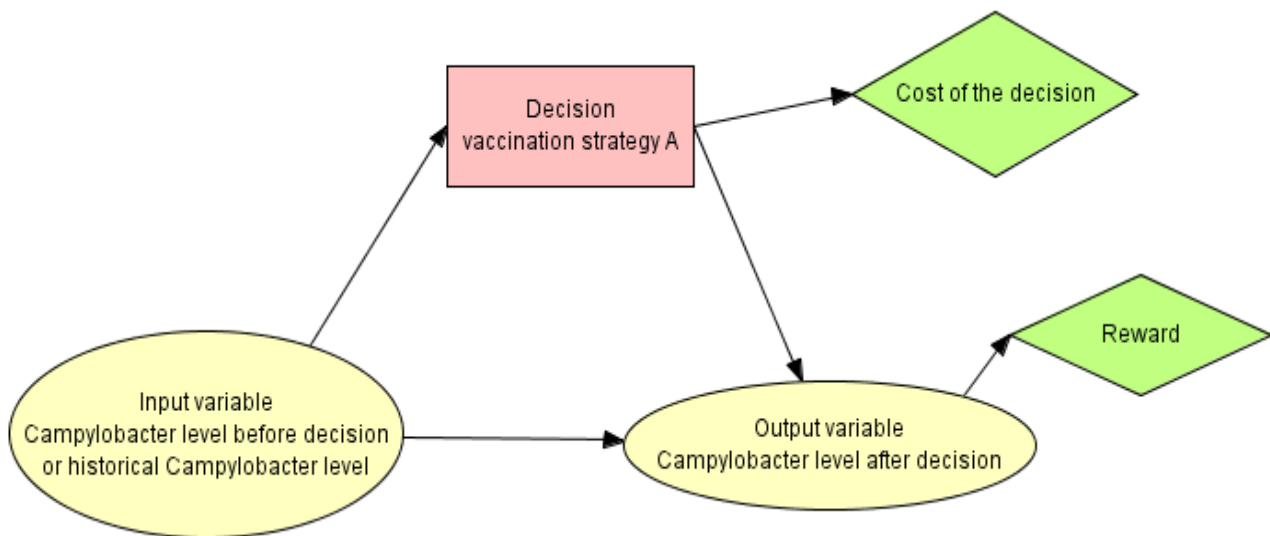 Cost of the decision
Decision
vaccination strategy A
Reward
Input variable
Campylobacter level before decision
or historical Campylobacter level
Output variable
Campylobacter level after decision